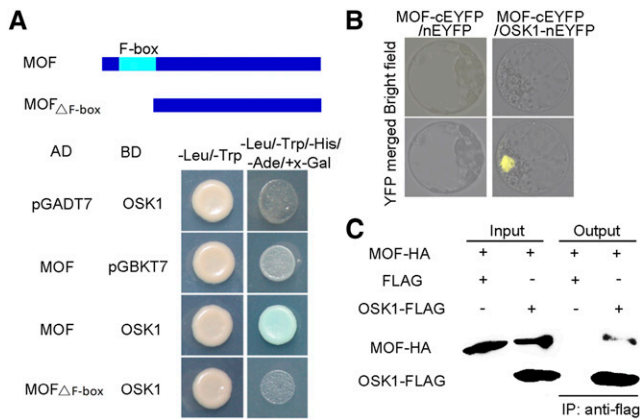 A
F-box
MOF
MOF△F-box
AD BD -Leu/-Trp -Leu/-Trp/-His/
-Ade/+x-Gal
pGADT7 OSK1
MOF pGBKT7
MOF OSK1
MOF△F-box OSK1
B
MOF-cEYFP
/nEYFP
MOF-cEYFP
/OSK1-nEYFP
Bright field
YFP merged
C
Input Output
MOF-HA + + + +
FLAG + - + -
OSK1-FLAG - + - +
MOF-HA
OSK1-FLAG
IP: anti-flag